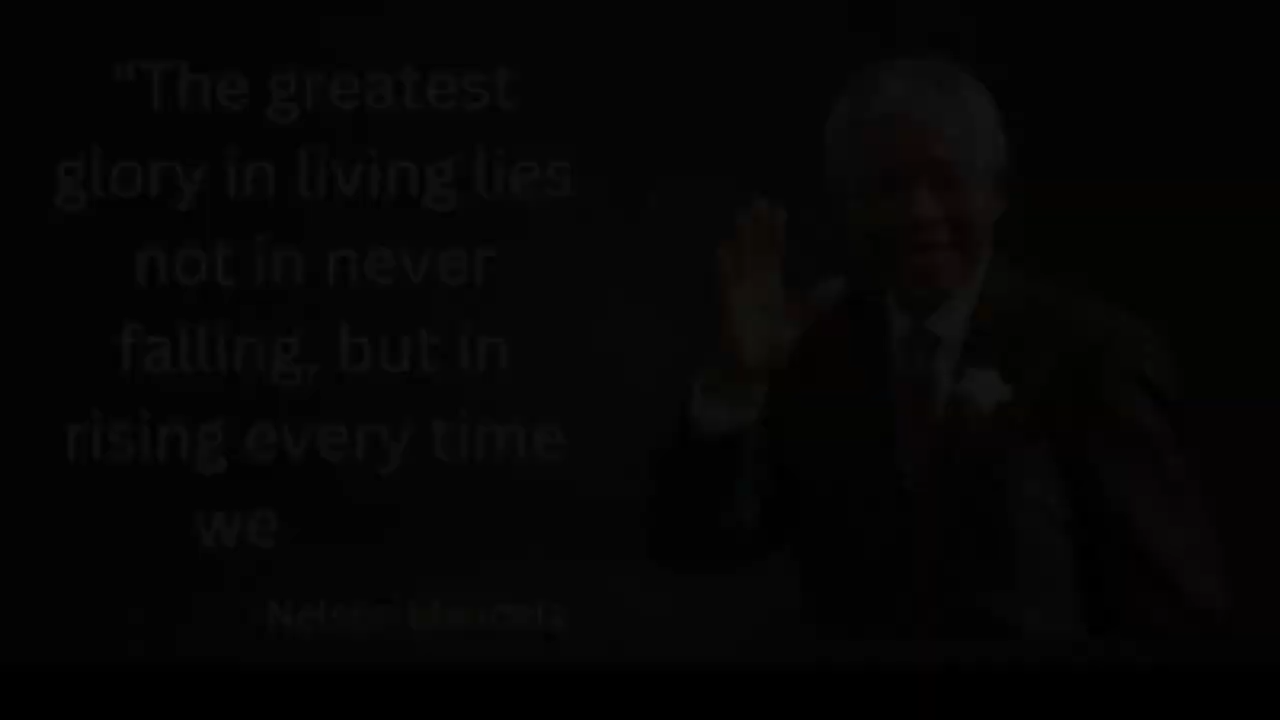 "The greatest
glory in living lies
not in never
falling, but in
rising every time
we
Nelson Mandela